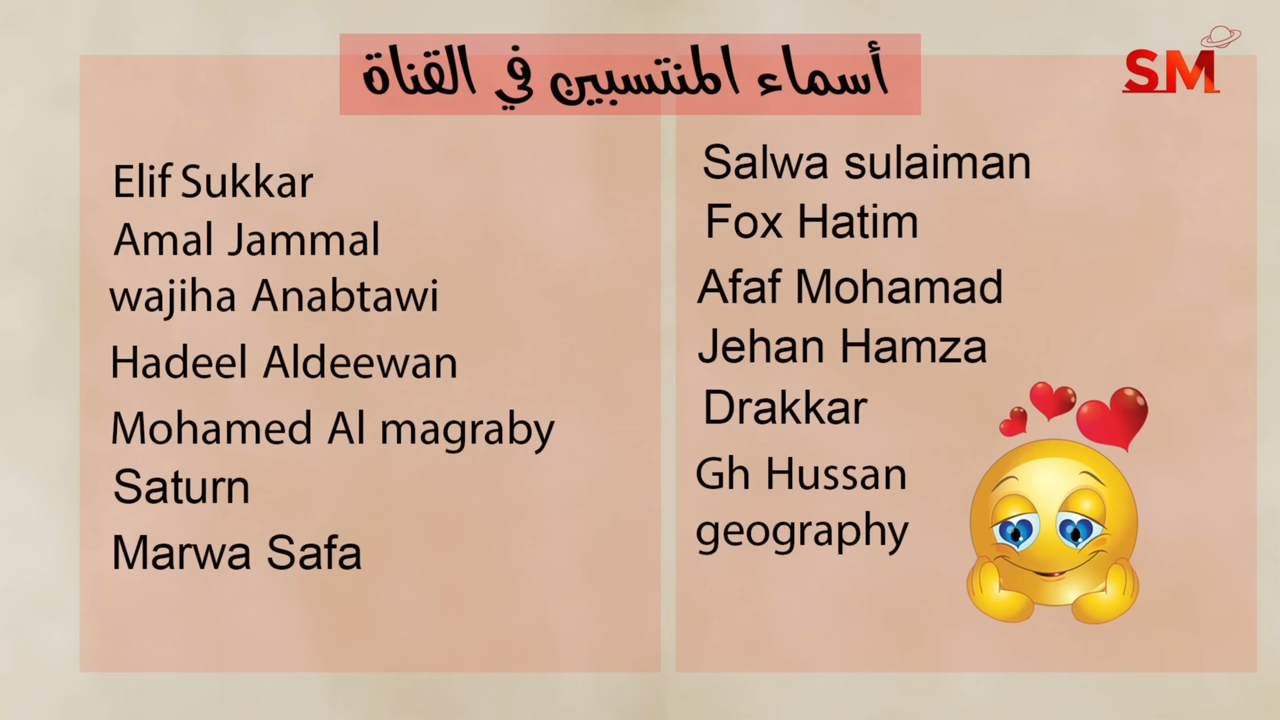 أسماء المنتسبين في القناة
SM
Elif Sukkar
Amal Jammal
wajiha Anabtawi
Hadeel Aldeewan
Mohamed Al magraby
Saturn
Marwa Safa
Salwa sulaiman
Fox Hatim
Afaf Mohamad
Jehan Hamza
Drakkar
Gh Hussan
geography